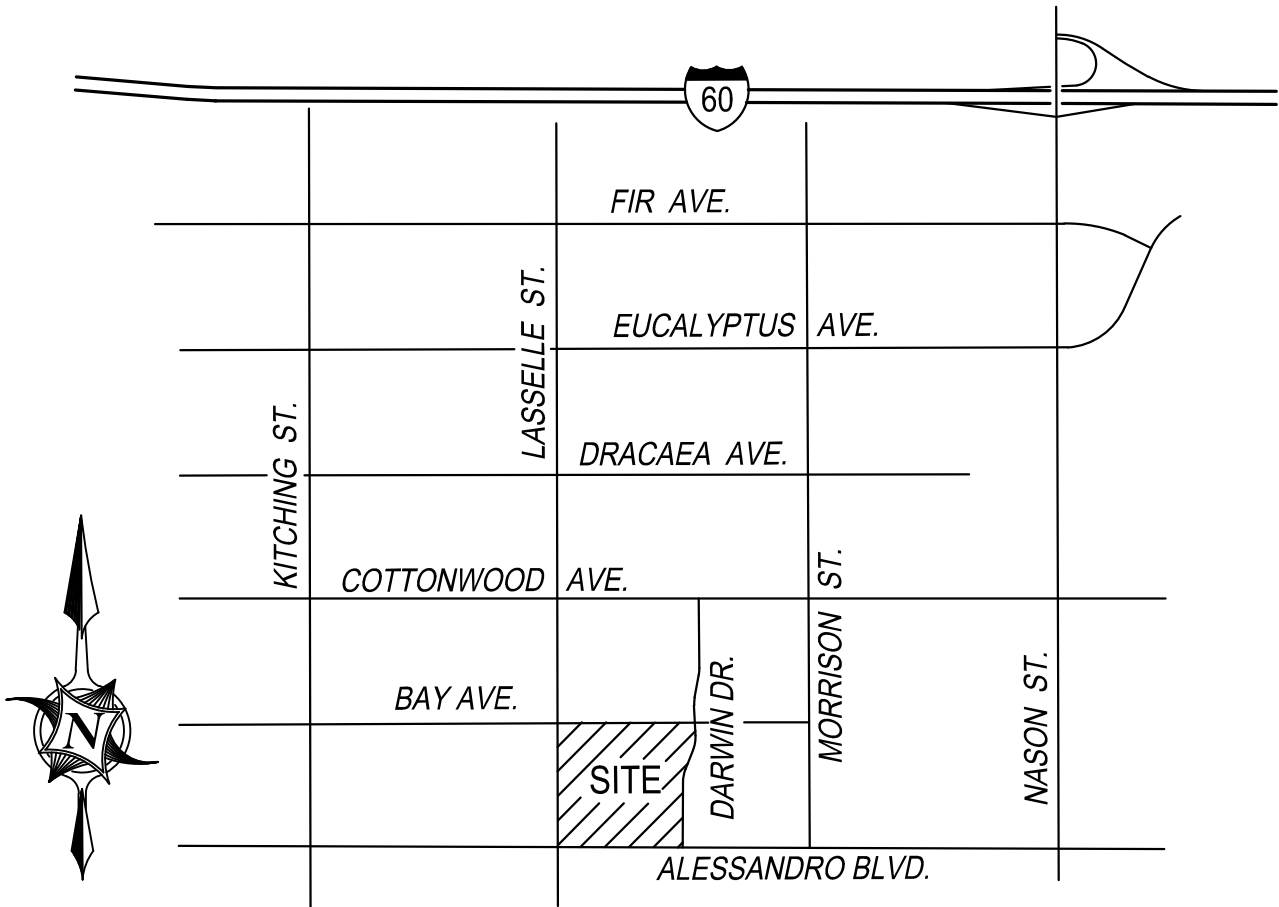 60
FIR AVE.
LASSELLE ST.
EUCALYPTUS AVE.
KITCHING ST.
DRACAEA AVE.
COTTONWOOD AVE.
MORRISON ST.
BAY AVE.
DARWIN DR.
NASON ST.
N
SITE
ALESSANDRO BLVD.